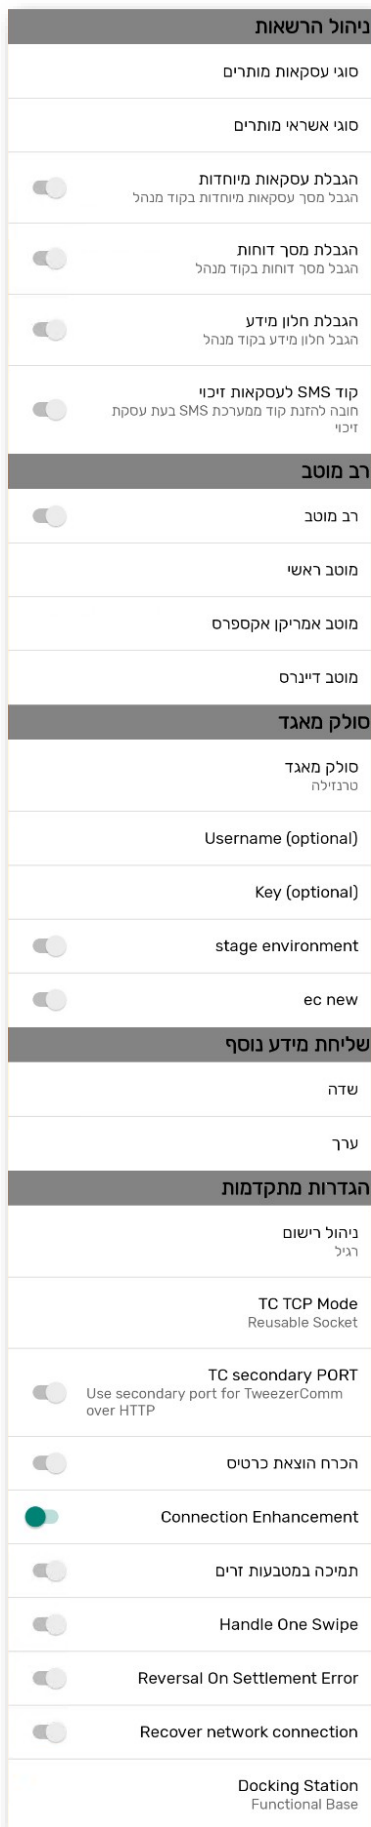 ניהול הרשאות
סוגי עסקאות מותרים
סוגי אשראי מותרים
הגבלת עסקאות מיוחדות
הגבל מסך עסקאות מיוחדות בקוד מנהל
הגבלת מסך דוחות
הגבל מסך דוחות בקוד מנהל
הגבלת חלון מידע
הגבל חלון מידע בקוד מנהל
קוד SMS לעסקאות זיכוי
חובה להזנת קוד ממערכת SMS בעת עסקת
זיכוי
רב מוטב
רב מוטב
מוטב ראשי
מוטב אמריקן אקספרס
מוטב דיינרס
סולק מאגד
סולק מאגד
טרנזילה
Username (optional)
Key (optional)
stage environment
ec new
שליחת מידע נוסף
שדה
ערך
הגדרות מתקדמות
ניהול רישום
רגיל
TC TCP Mode
Reusable Socket
TC secondary PORT
Use secondary port for TweezerComm
over HTTP
הכרח הוצאת כרטיס
Connection Enhancement
תמיכה במטבעות זרים
Handle One Swipe
Reversal On Settlement Error
Recover network connection
Docking Station
Functional Base